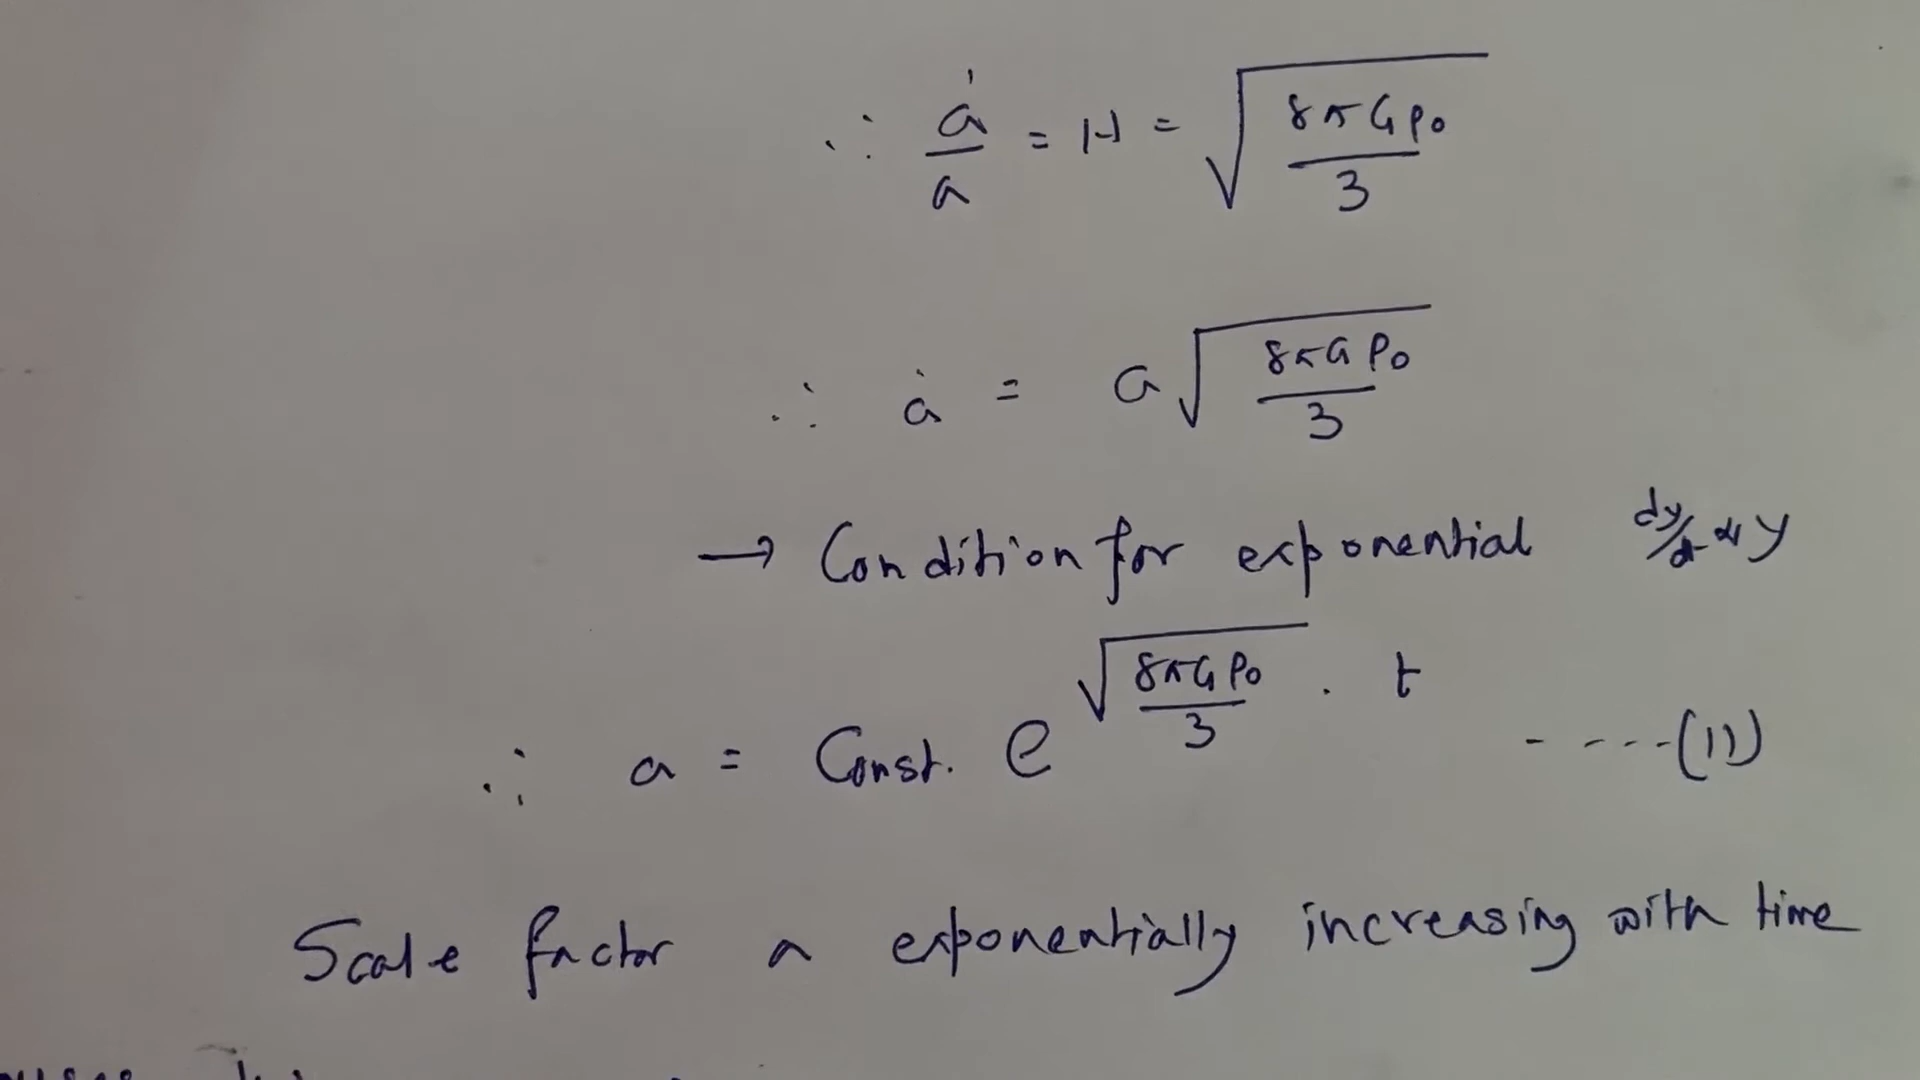 ∴ ȧ/a = H = √(8πGρ₀/3)
∴ ȧ = a√(8πGρ₀/3)
→ Condition for exponential dy/dt ∝ y
∴ a = Const. e^(√(8πGρ₀/3) . t) - - - - -(11)
Scale factor a exponentially increasing with time